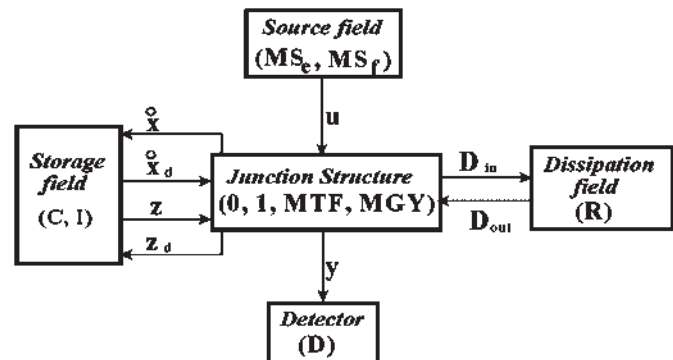 Source field
(MSe, MSf)
u
x̊
Storage
field
(C, I)
x̊d
z
zd
Junction Structure
(0, 1, MTF, MGY)
Din
Dout
Dissipation
field
(R)
y
Detector
(D)